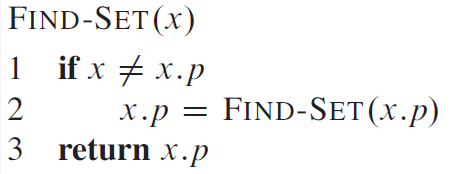 FIND-SET(x)
1 if x ≠ x.p
2 x.p = FIND-SET(x.p)
3 return x.p